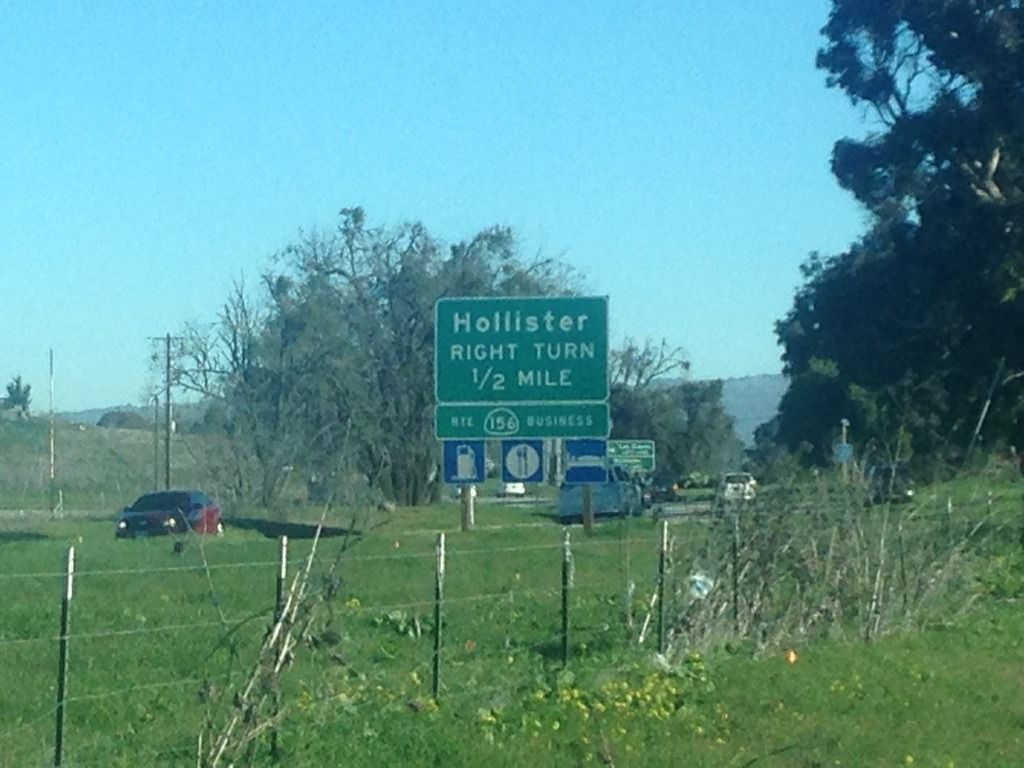 Hollister
RIGHT TURN
1/2 MILE
RTE 156 BUSINESS